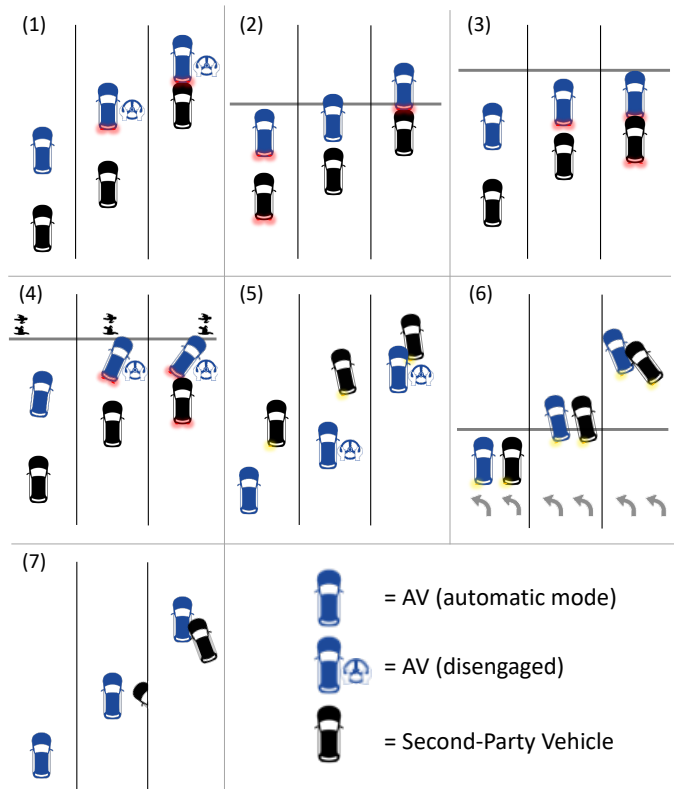 (1)
(2)
(3)
(4)
(5)
(6)
(7)
= AV (automatic mode)
= AV (disengaged)
= Second-Party Vehicle